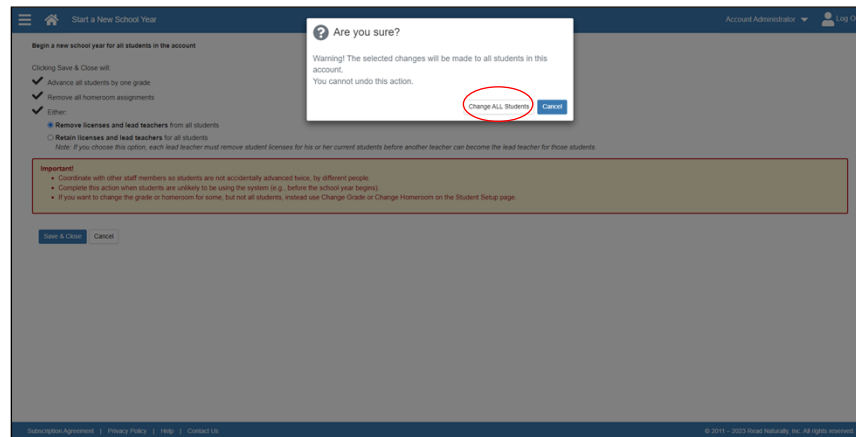 Start a New School Year
Account Administrator
Log O
Begin a new school year for all students in the account
Clicking Save & Close will:
Advance all students by one grade
Remove all homeroom assignments
Either:
Remove licenses and lead teachers from all students
Retain licenses and lead teachers for all students
Note: If you choose this option, each lead teacher must remove student licenses for his or her current students before another teacher can become the lead teacher for those students.
Important!
• Coordinate with other staff members so students are not accidentally advanced twice, by different people.
• Complete this action when students are unlikely to be using the system (e.g., before the school year begins).
• If you want to change the grade or homeroom for some, but not all students, instead use Change Grade or Change Homeroom on the Student Setup page.
Save & Close
Cancel
Are you sure?
Warning! The selected changes will be made to all students in this
account.
You cannot undo this action.
Change ALL Students
Cancel
Subscription Agreement | Privacy Policy | Help | Contact Us
© 2011 – 2023 Read Naturally, Inc. All rights reserved.